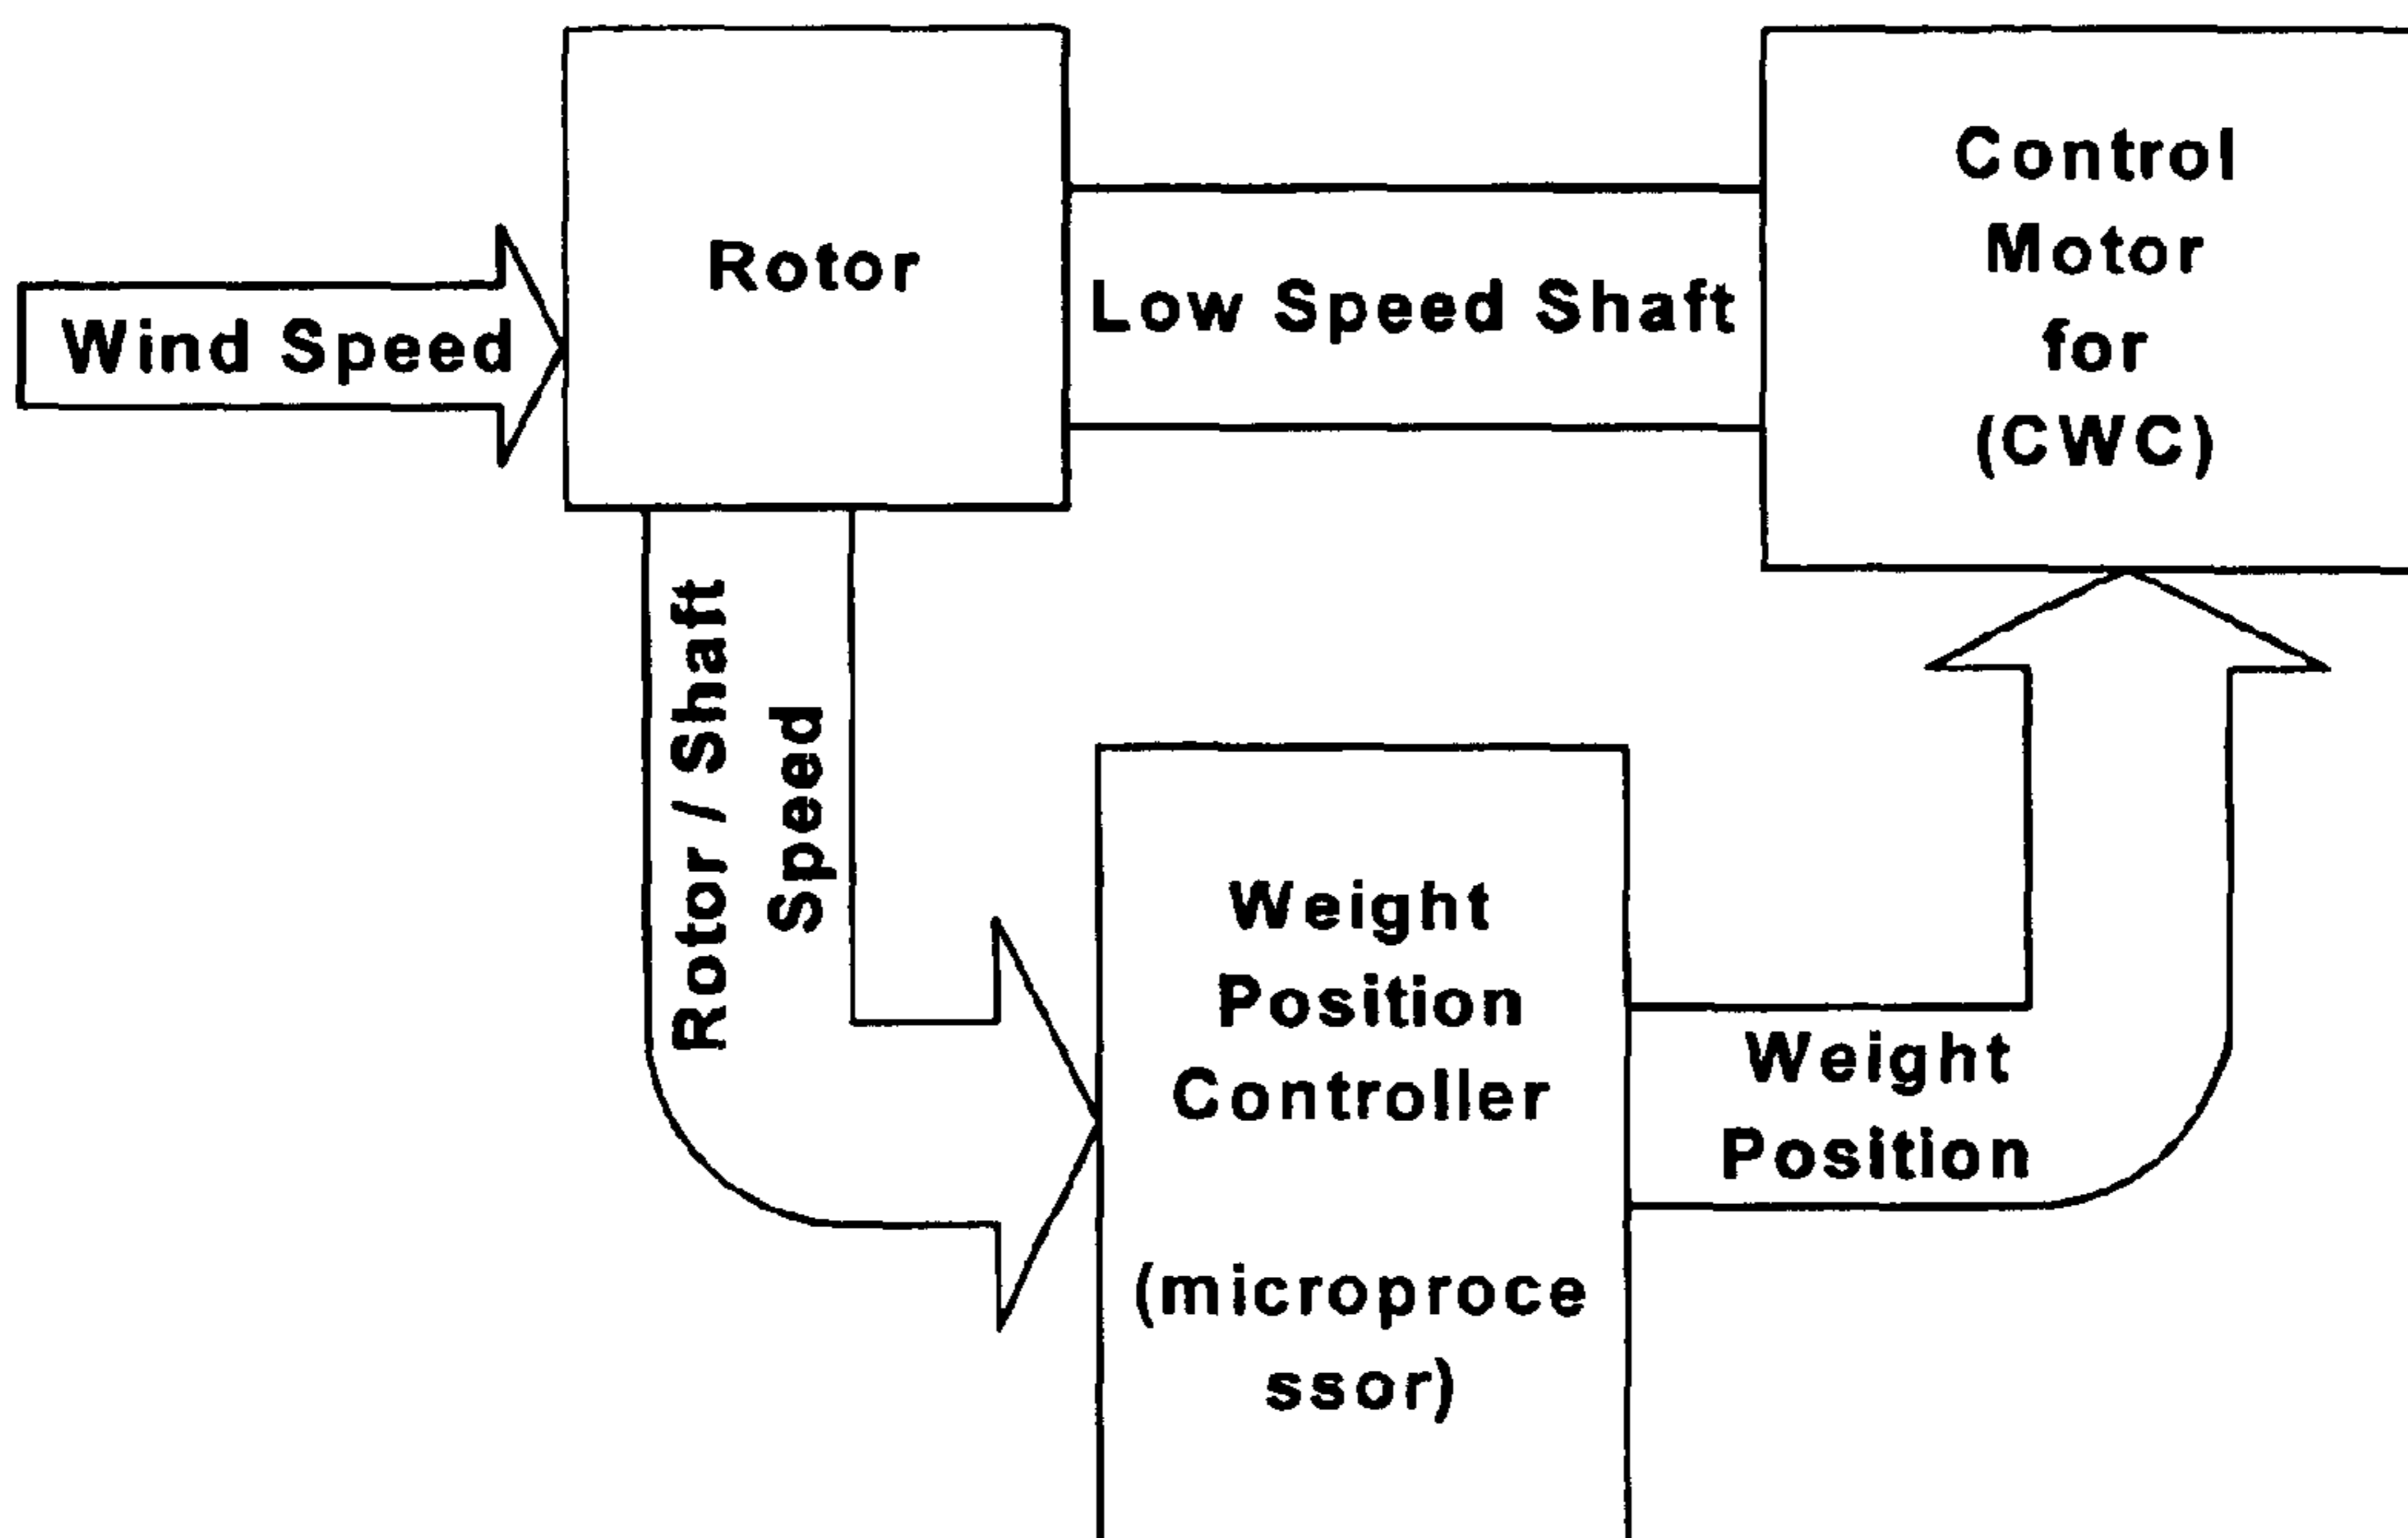 Wind Speed
Rotor
Low Speed Shaft
Control
Motor
for
(CWC)
Rotor / Shaft
Speed
Weight
Position
Controller
(microproce
ssor)
Weight
Position